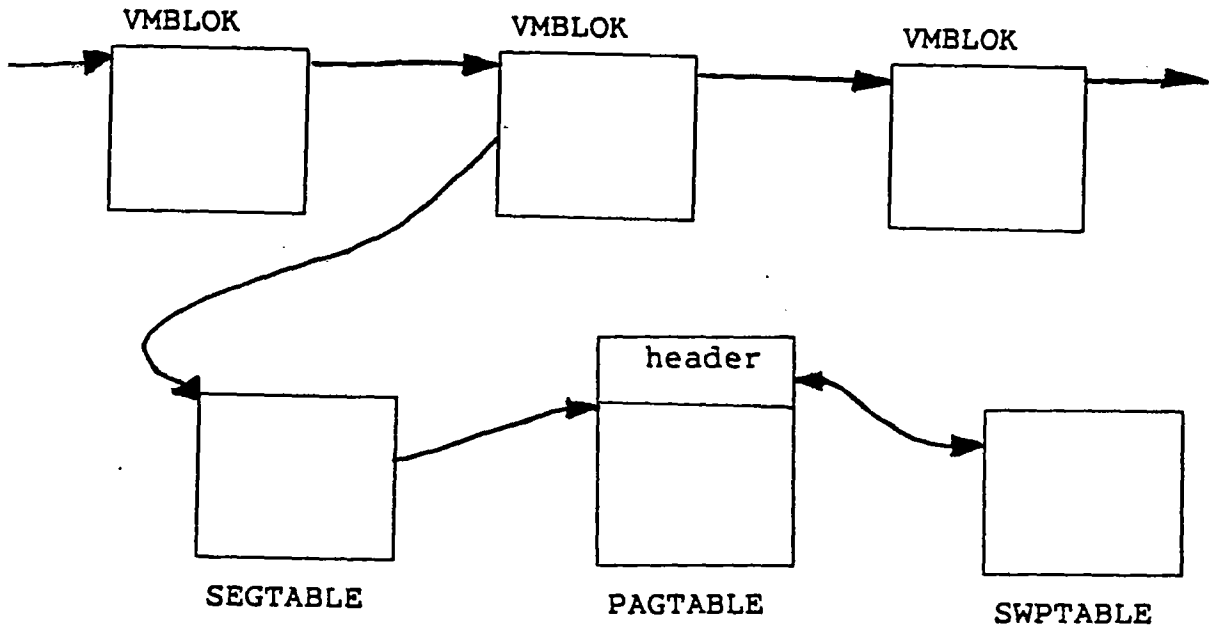 VMBLOK
VMBLOK
VMBLOK
header
SEGTABLE
PAGTABLE
SWPTABLE